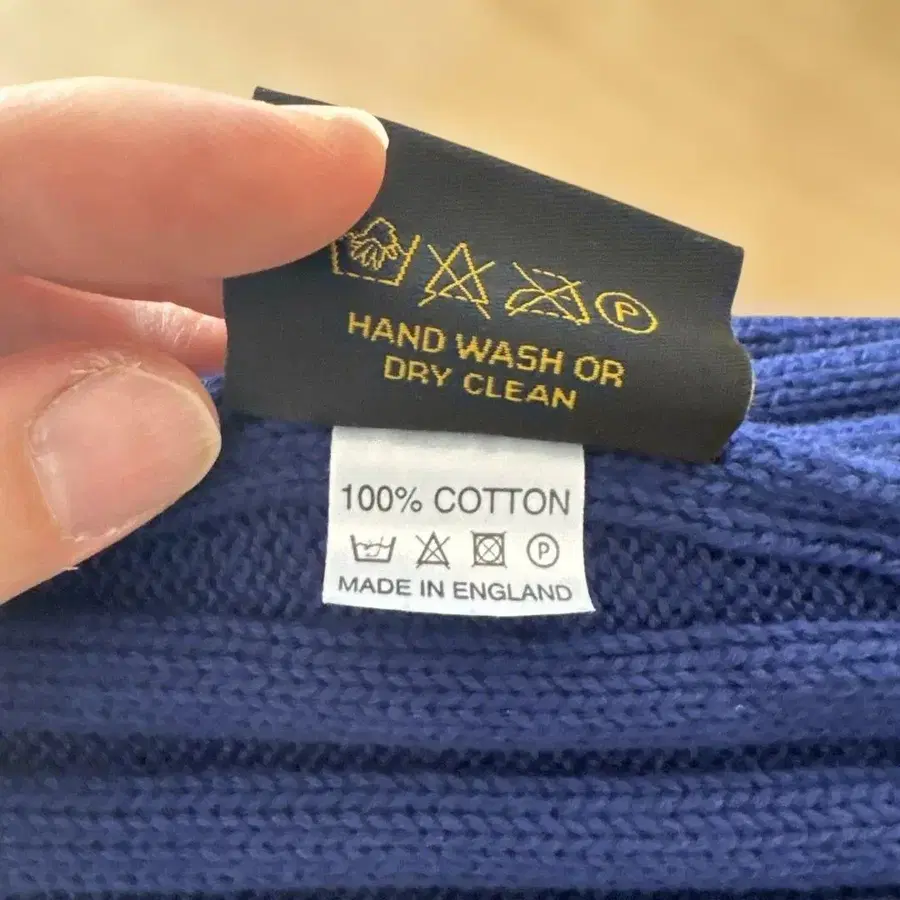 P
HAND WASH OR
DRY CLEAN
100% COTTON
P
MADE IN ENGLAND